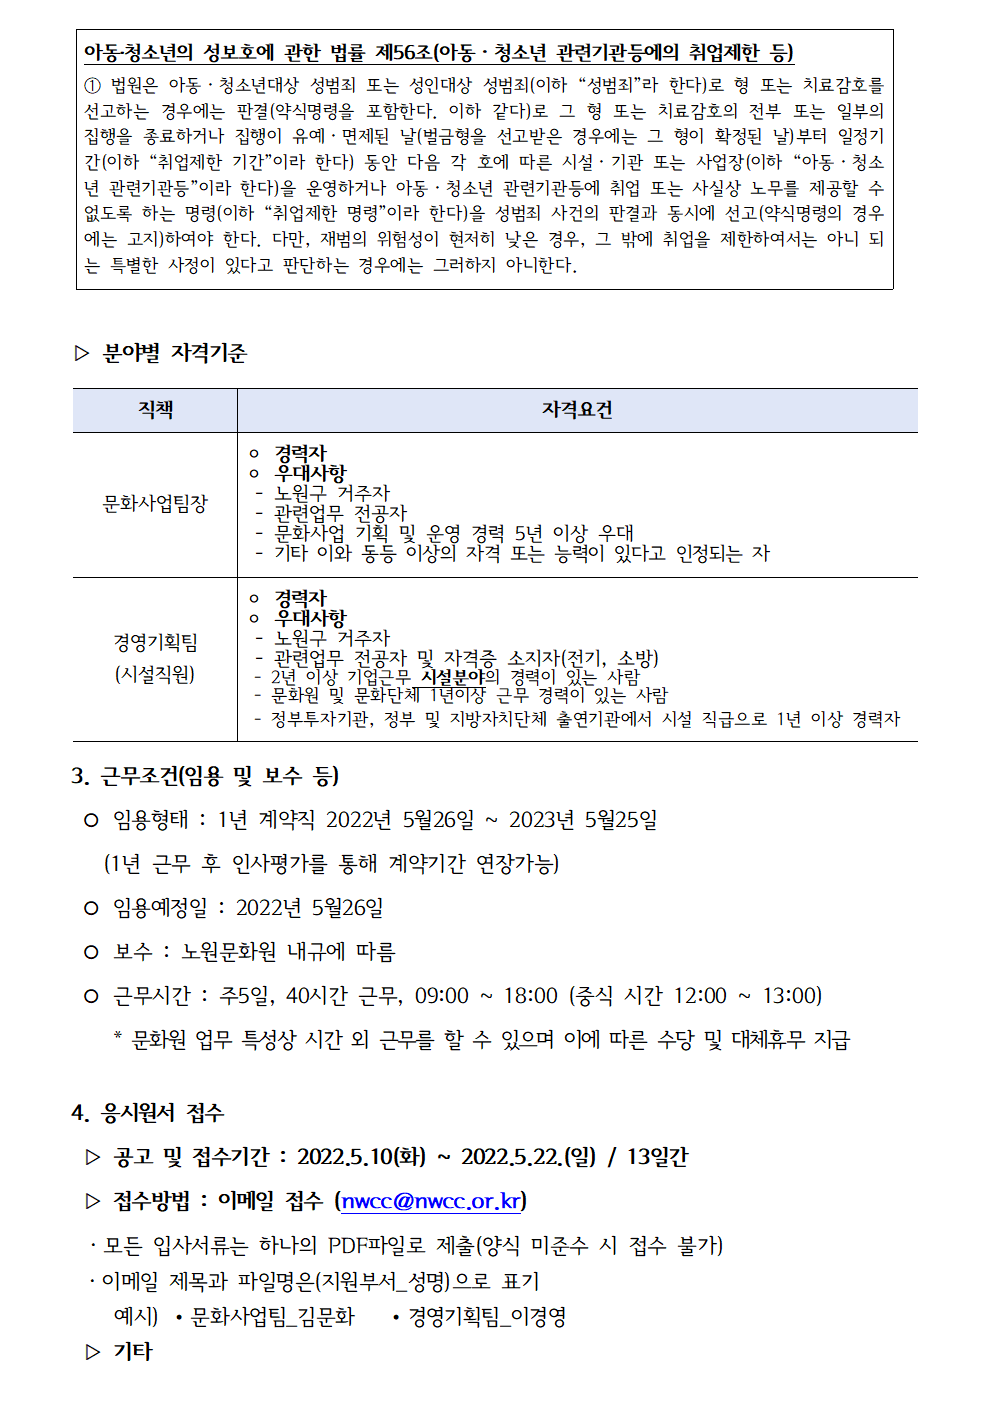 아동·청소년의 성보호에 관한 법률 제56조(아동·청소년 관련기관등에의 취업제한 등)
① 법원은 아동·청소년대상 성범죄 또는 성인대상 성범죄(이하 “성범죄”라 한다)로 형 또는 치료감호를
선고하는 경우에는 판결(약식명령을 포함한다. 이하 같다)로 그 형 또는 치료감호의 전부 또는 일부의
집행을 종료하거나 집행이 유예·면제된 날(벌금형을 선고받은 경우에는 그 형이 확정된 날)부터 일정기
간(이하 “취업제한 기간”이라 한다) 동안 다음 각 호에 따른 시설·기관 또는 사업장(이하 “아동·청소
년 관련기관등”이라 한다)을 운영하거나 아동·청소년 관련기관등에 취업 또는 사실상 노무를 제공할 수
없도록 하는 명령(이하 “취업제한 명령”이라 한다)을 성범죄 사건의 판결과 동시에 선고(약식명령의 경우
에는 고지)하여야 한다. 다만, 재범의 위험성이 현저히 낮은 경우, 그 밖에 취업을 제한하여서는 아니 되
는 특별한 사정이 있다고 판단하는 경우에는 그러하지 아니한다.
▷ 분야별 자격기준
직책 자격요건
문화사업팀장
○ 경력자
○ 우대사항
- 노원구 거주자
- 관련업무 전공자
- 문화사업 기획 및 운영 경력 5년 이상 우대
- 기타 이와 동등 이상의 자격 또는 능력이 있다고 인정되는 자
경영기획팀
(시설직원)
○ 경력자
○ 우대사항
- 노원구 거주자
- 관련업무 전공자 및 자격증 소지자(전기, 소방)
- 2년 이상 기업근무 시설분야의 경력이 있는 사람
- 문화원 및 문화단체 1년이상 근무 경력이 있는 사람
- 정부투자기관, 정부 및 지방자치단체 출연기관에서 시설 직급으로 1년 이상 경력자
3. 근무조건(임용 및 보수 등)
○ 임용형태 : 1년 계약직 2022년 5월26일 ~ 2023년 5월25일
(1년 근무 후 인사평가를 통해 계약기간 연장가능)
○ 임용예정일 : 2022년 5월26일
○ 보수 : 노원문화원 내규에 따름
○ 근무시간 : 주5일, 40시간 근무, 09:00 ~ 18:00 (중식 시간 12:00 ~ 13:00)
* 문화원 업무 특성상 시간 외 근무를 할 수 있으며 이에 따른 수당 및 대체휴무 지급
4. 응시원서 접수
▷ 공고 및 접수기간 : 2022.5.10(화) ~ 2022.5.22.(일) / 13일간
▷ 접수방법 : 이메일 접수 (nwcc@nwcc.or.kr)
· 모든 입사서류는 하나의 PDF파일로 제출(양식 미준수 시 접수 불가)
· 이메일 제목과 파일명은(지원부서_성명)으로 표기
예시) • 문화사업팀_김문화 • 경영기획팀_이경영
▷ 기타